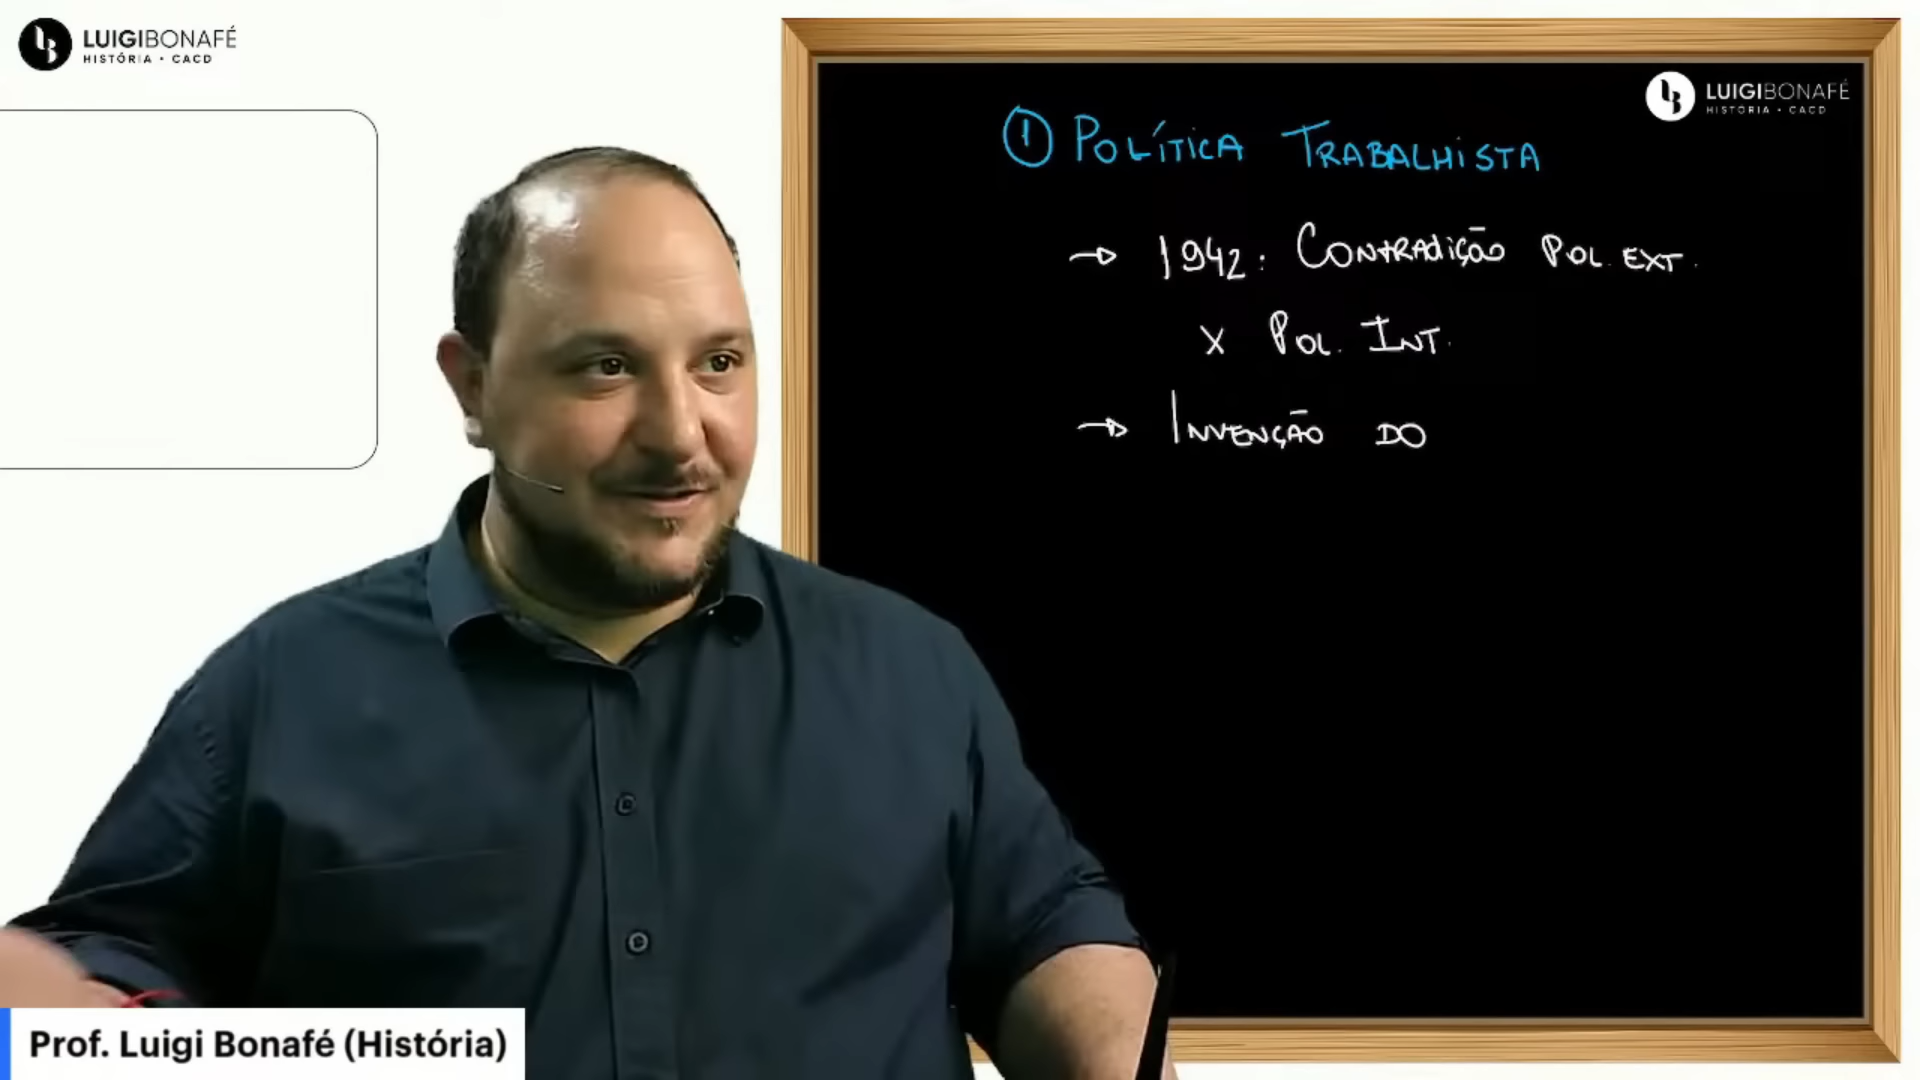 LUIGIBONAFÉ
HISTÓRIA • CACD
LUIGIBONAFÉ
HISTÓRIA • CACD
1 POLÍTICA TRABALHISTA
→ 1942: CONTRADIÇÃO POL. EXT.
X POL. INT.
→ INVENÇÃO DO
Prof. Luigi Bonafé (História)